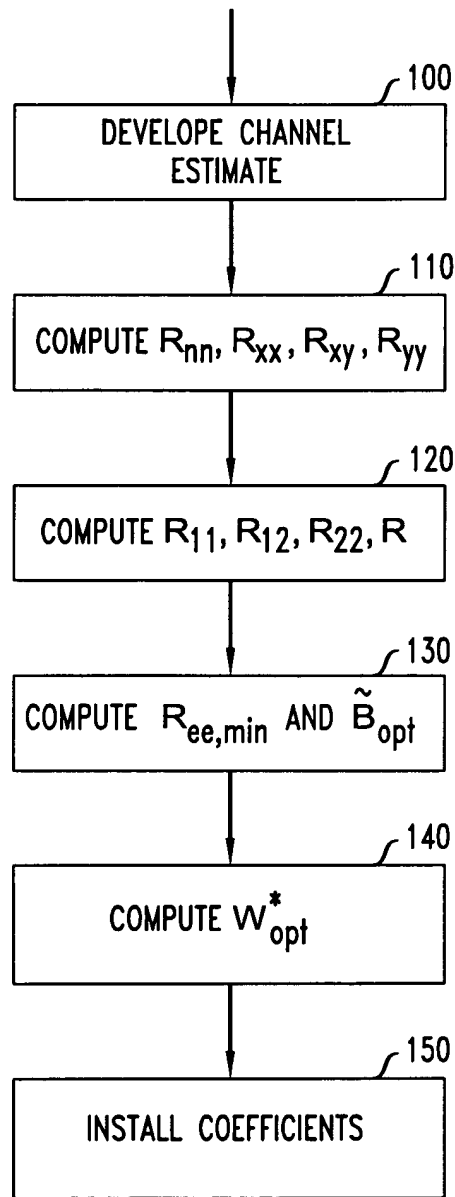 100
DEVELOPE CHANNEL
ESTIMATE
110
COMPUTE Rnn, Rxx, Rxy, Ryy
120
COMPUTE R11, R12, R22, R
130
COMPUTE Ree,min AND B̃opt
140
COMPUTE W*opt
150
INSTALL COEFFICIENTS